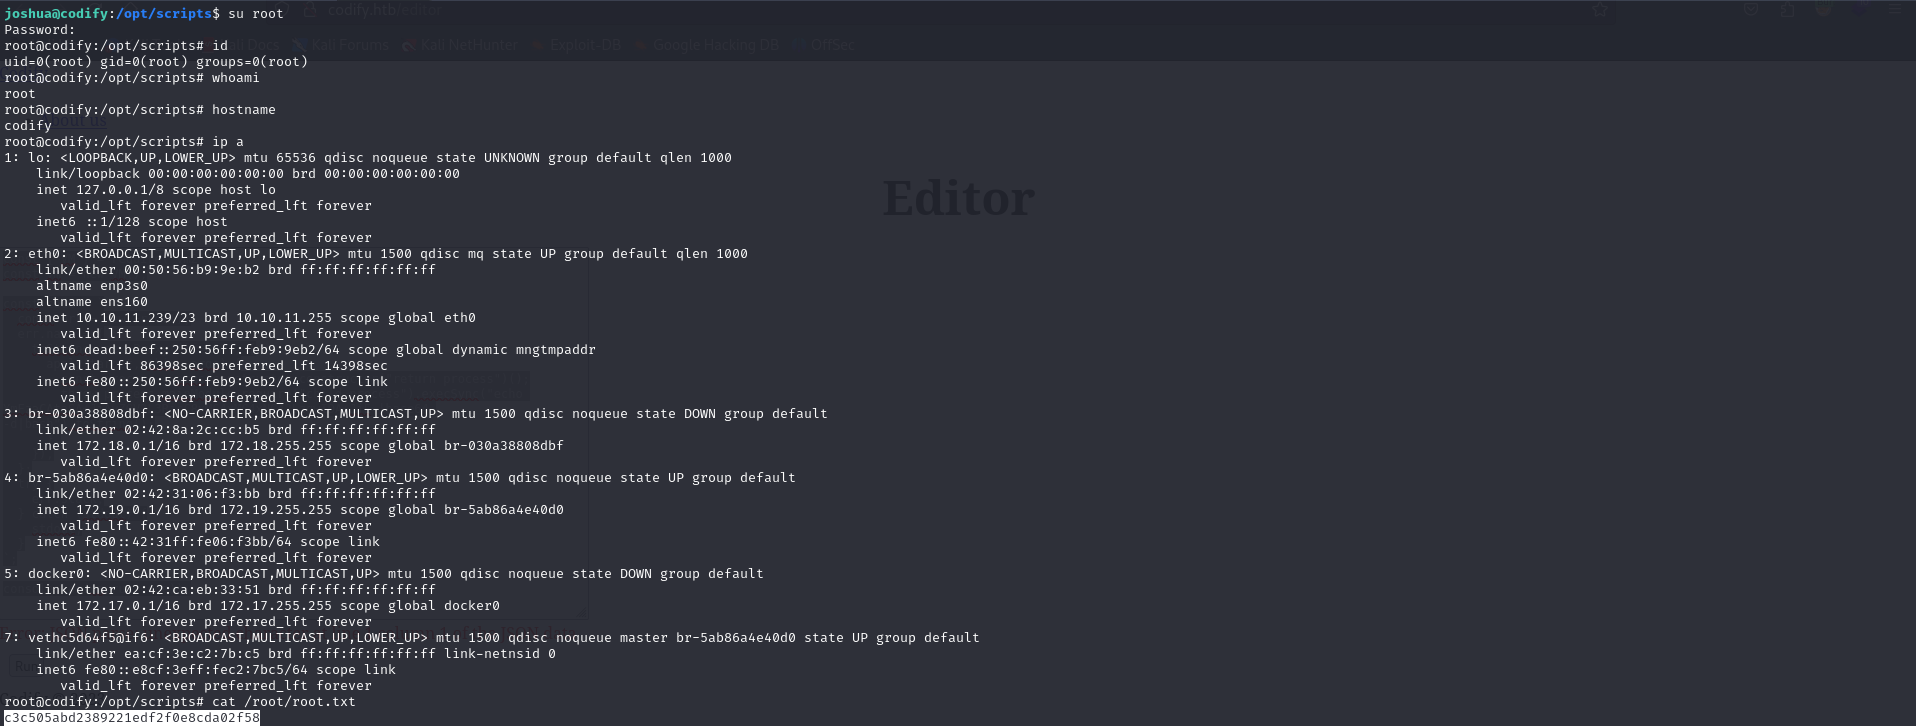 joshua@codify:/opt/scripts$ su root
codify.htb/editor
Password:
root@codify:/opt/scripts# id
Docs Kali Forums Kali NetHunter Exploit-DB Google Hacking DB OffSec
uid=0(root) gid=0(root) groups=0(root)
root@codify:/opt/scripts# whoami
root
root@codify:/opt/scripts# hostname
codify
root@codify:/opt/scripts# ip a
1: lo: <LOOPBACK,UP,LOWER_UP> mtu 65536 qdisc noqueue state UNKNOWN group default qlen 1000
    link/loopback 00:00:00:00:00:00 brd 00:00:00:00:00:00
    inet 127.0.0.1/8 scope host lo
Editor
       valid_lft forever preferred_lft forever
    inet6 ::1/128 scope host
       valid_lft forever preferred_lft forever
2: eth0: <BROADCAST,MULTICAST,UP,LOWER_UP> mtu 1500 qdisc mq state UP group default qlen 1000
    link/ether 00:50:56:b9:9e:b2 brd ff:ff:ff:ff:ff:ff
    altname enp3s0
    altname ens160
    inet 10.10.11.239/23 brd 10.10.11.255 scope global eth0
       valid_lft forever preferred_lft forever
    inet6 dead:beef::250:56ff:feb9:9eb2/64 scope global dynamic mngtmpaddr
       valid_lft 86398sec preferred_lft 14398sec
    inet6 fe80::250:56ff:feb9:9eb2/64 scope link
       valid_lft forever preferred_lft forever
3: br-030a38808dbf: <NO-CARRIER,BROADCAST,MULTICAST,UP> mtu 1500 qdisc noqueue state DOWN group default
    link/ether 02:42:8a:2c:cc:b5 brd ff:ff:ff:ff:ff:ff
    inet 172.18.0.1/16 brd 172.18.255.255 scope global br-030a38808dbf
       valid_lft forever preferred_lft forever
4: br-5ab86a4e40d0: <BROADCAST,MULTICAST,UP,LOWER_UP> mtu 1500 qdisc noqueue state UP group default
    link/ether 02:42:31:06:f3:bb brd ff:ff:ff:ff:ff:ff
    inet 172.19.0.1/16 brd 172.19.255.255 scope global br-5ab86a4e40d0
       valid_lft forever preferred_lft forever
    inet6 fe80::42:31ff:fe06:f3bb/64 scope link
       valid_lft forever preferred_lft forever
5: docker0: <NO-CARRIER,BROADCAST,MULTICAST,UP> mtu 1500 qdisc noqueue state DOWN group default
    link/ether 02:42:ca:eb:33:51 brd ff:ff:ff:ff:ff:ff
    inet 172.17.0.1/16 brd 172.17.255.255 scope global docker0
       valid_lft forever preferred_lft forever
7: vethc5d64f5@if6: <BROADCAST,MULTICAST,UP,LOWER_UP> mtu 1500 qdisc noqueue master br-5ab86a4e40d0 state UP group default
    link/ether ea:cf:3e:c2:7b:c5 brd ff:ff:ff:ff:ff:ff link-netnsid 0
    inet6 fe80::e8cf:3eff:fec2:7bc5/64 scope link
       valid_lft forever preferred_lft forever
root@codify:/opt/scripts# cat /root/root.txt
c3c505abd2389221edf2f0e8cda02f58